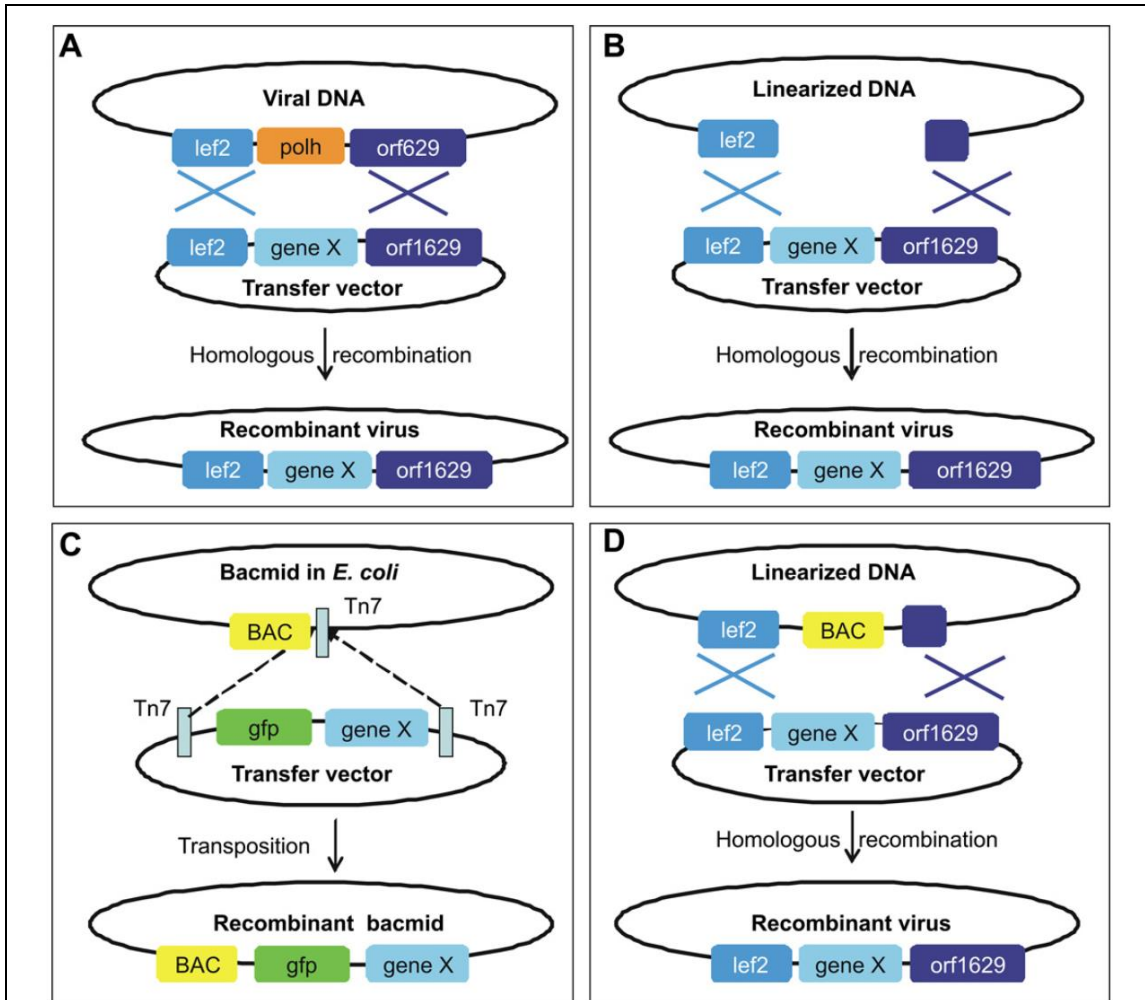 A
Viral DNA
lef2 polh orf629
lef2 gene X orf1629
Transfer vector
Homologous recombination
Recombinant virus
lef2 gene X orf1629
B
Linearized DNA
lef2
lef2 gene X orf1629
Transfer vector
Homologous recombination
Recombinant virus
lef2 gene X orf1629
C
Bacmid in E. coli
Tn7
BAC
Tn7 Tn7
gfp gene X
Transfer vector
Transposition
Recombinant bacmid
BAC gfp gene X
D
Linearized DNA
lef2 BAC
lef2 gene X orf1629
Transfer vector
Homologous recombination
Recombinant virus
lef2 gene X orf1629